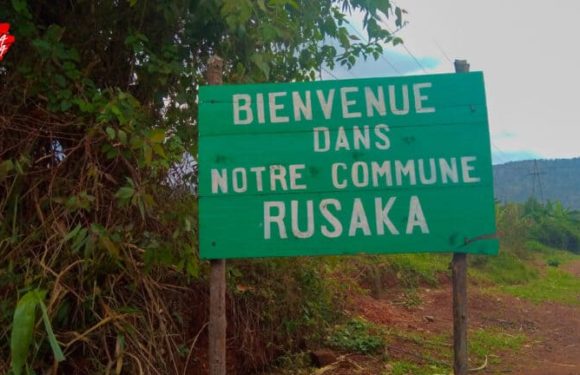 BIENVENUE
DANS
NOTRE COMMUNE
RUSAKA